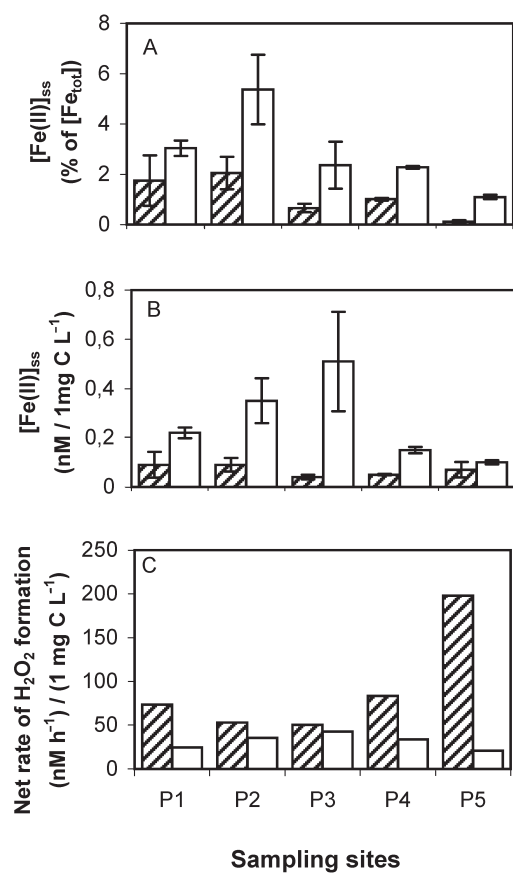 [Fe(II)]ss
(% of [Fetot])
8
6
4
2
0
A
[Fe(II)]ss
(nM / 1mg C L⁻¹)
0,8
0,6
0,4
0,2
0
B
Net rate of H₂O₂ formation
(nM h⁻¹) / (1 mg C L⁻¹)
250
200
150
100
50
0
C
P1 P2 P3 P4 P5
Sampling sites